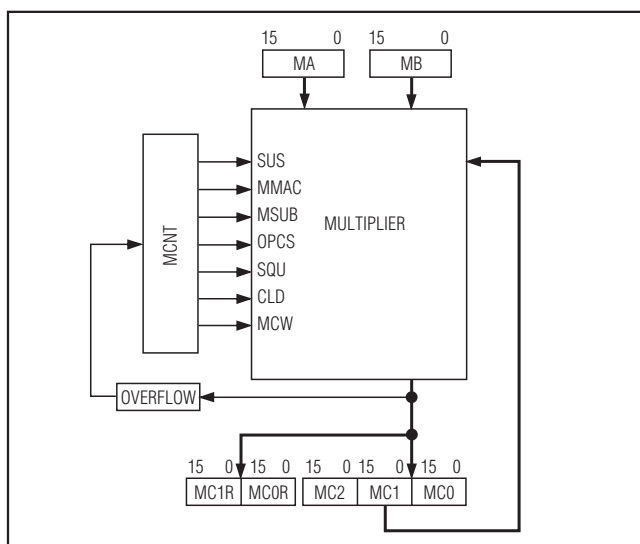 15 0 15 0
MA MB
SUS
MMAC
MSUB
OPCS
SQU
CLD
MCW
MULTIPLIER
MCNT
OVERFLOW
15 0 15 0 15 0 15 0 15 0
MC1R MC0R MC2 MC1 MC0